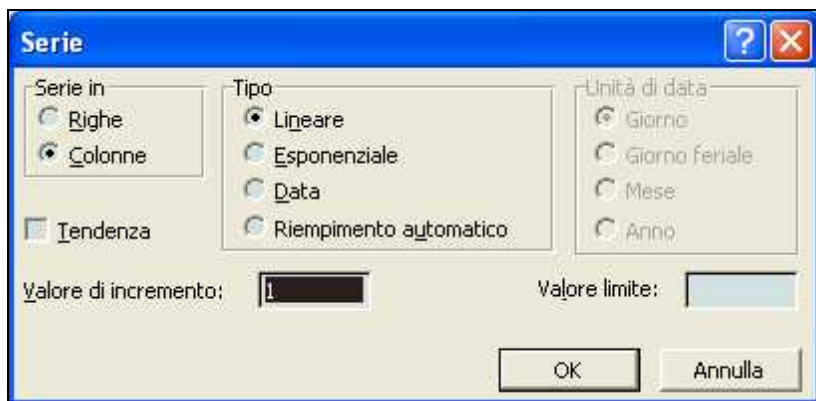 Serie
Serie in
Righe
Colonne
Tendenza
Tipo
Lineare
Esponenziale
Data
Riempimento automatico
Unità di data
Giorno
Giorno feriale
Mese
Anno
Valore di incremento: 1
Valore limite:
OK
Annulla